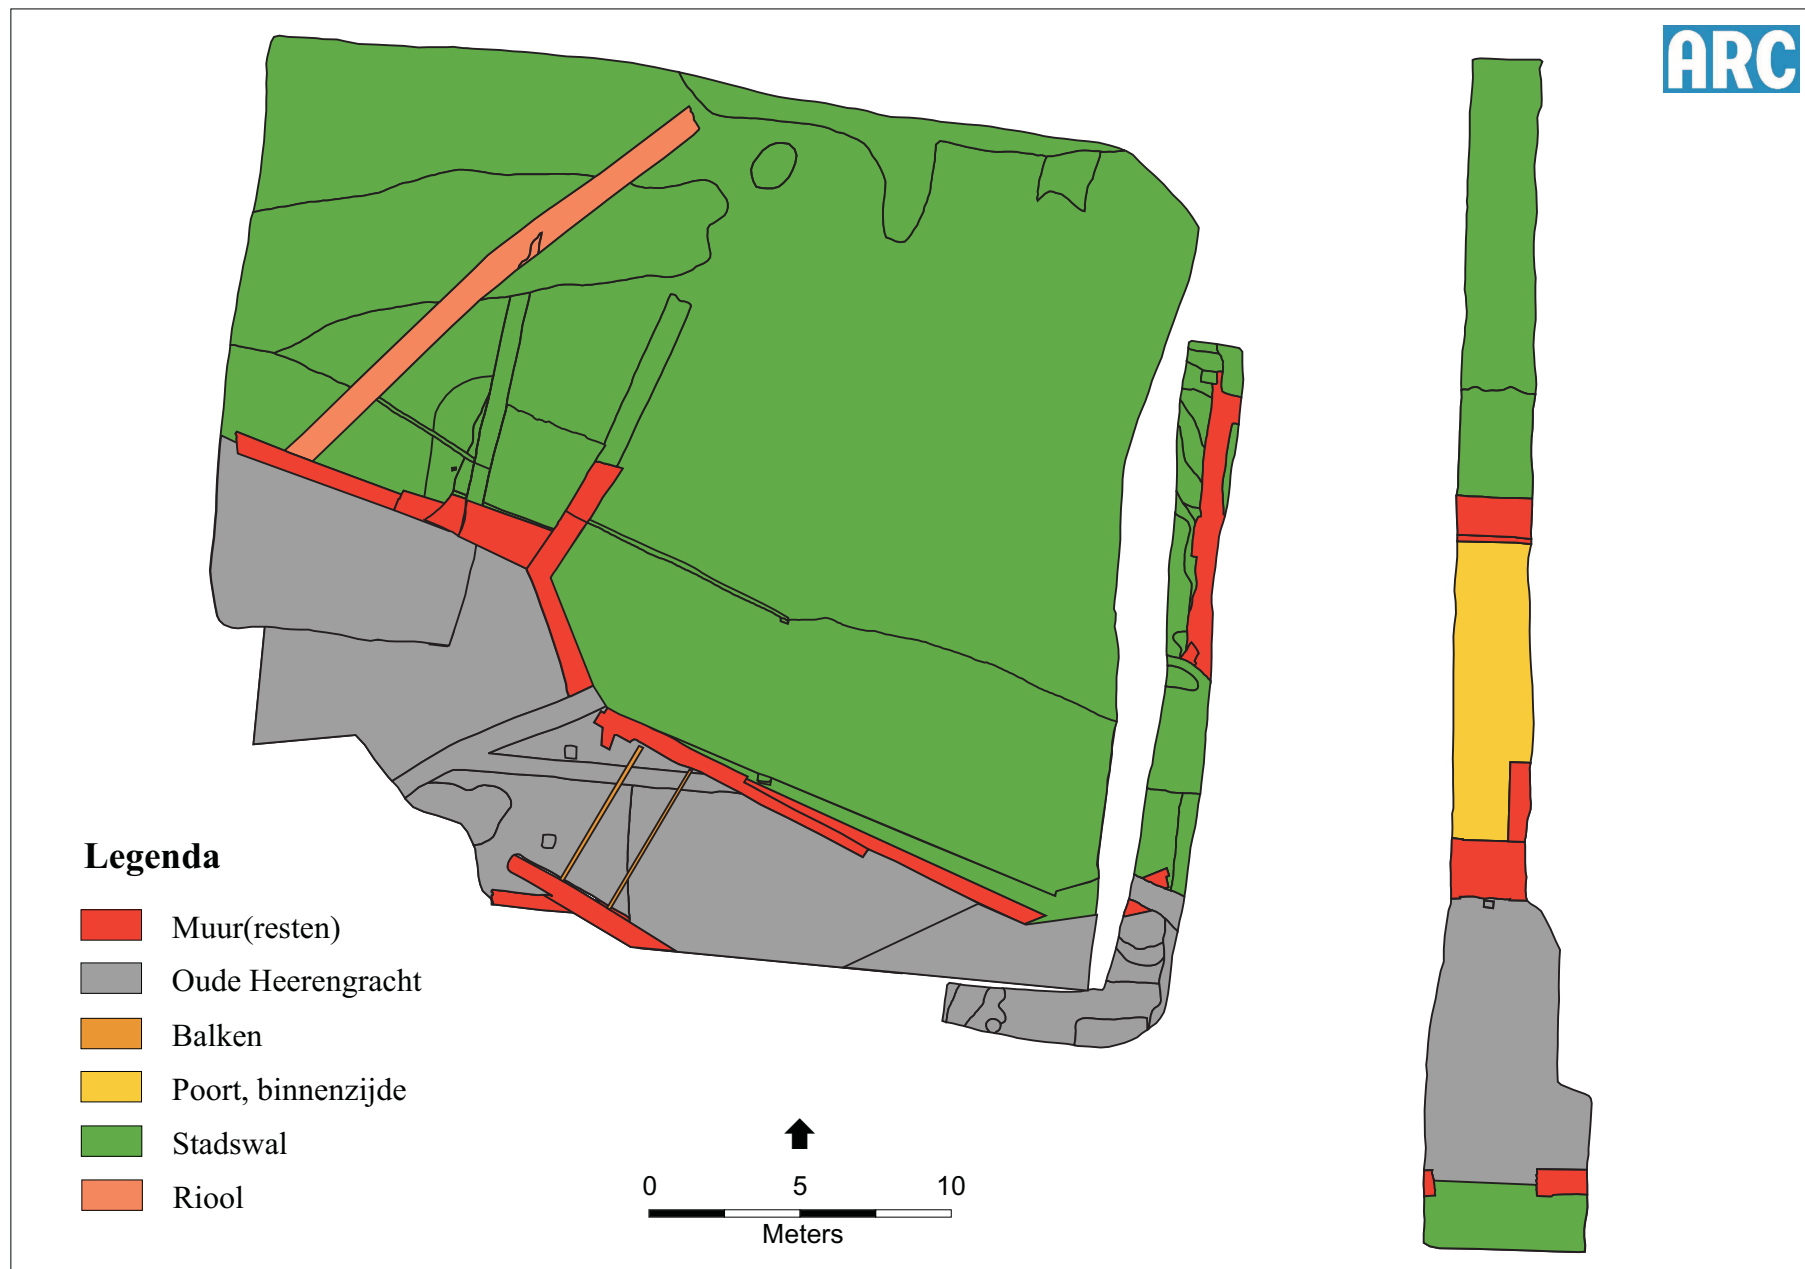 ARC
Legenda
Muur(resten)
Oude Heerengracht
Balken
Poort, binnenzijde
Stadswal
Riool
0 5 10
Meters